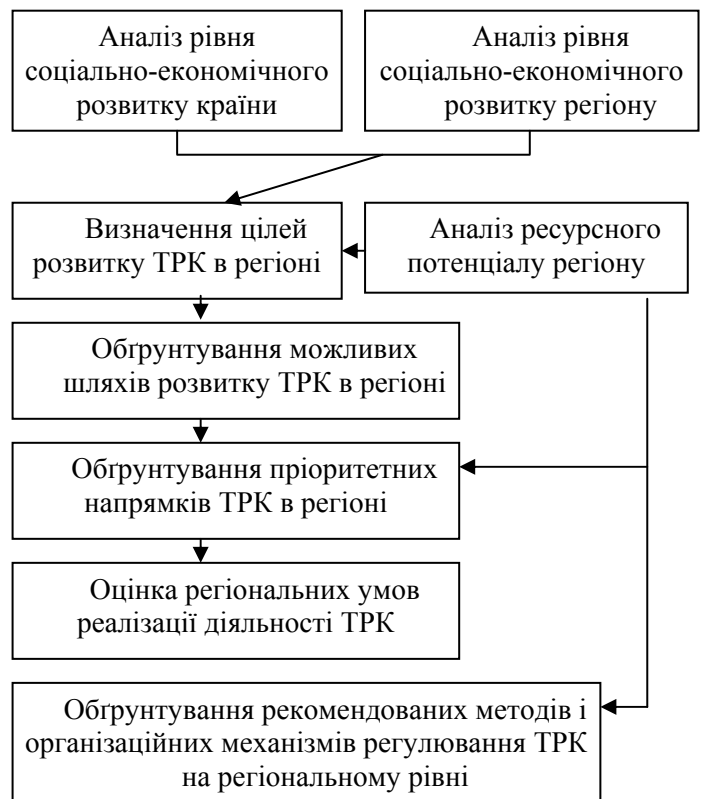 Аналіз рівня
соціально-економічного
розвитку країни
Аналіз рівня
соціально-економічного
розвитку регіону
Визначення цілей
розвитку ТРК в регіоні
Аналіз ресурсного
потенціалу регіону
Обґрунтування можливих
шляхів розвитку ТРК в регіоні
Обґрунтування пріоритетних
напрямків ТРК в регіоні
Оцінка регіональних умов
реалізації діяльності ТРК
Обґрунтування рекомендованих методів і
організаційних механізмів регулювання ТРК
на регіональному рівні